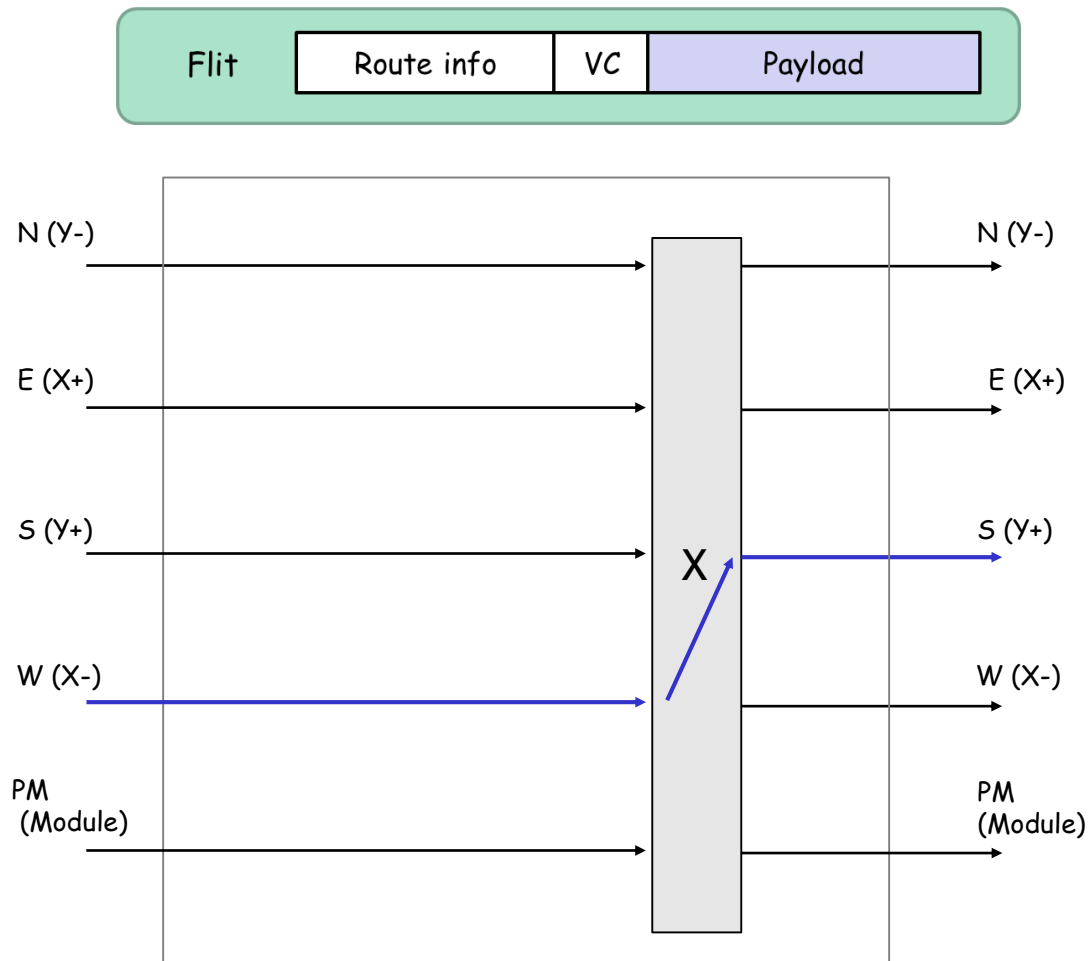 Flit Route info VC Payload
N (Y-) N (Y-)
E (X+) E (X+)
S (Y+) S (Y+)
X
W (X-) W (X-)
PM PM
(Module) (Module)